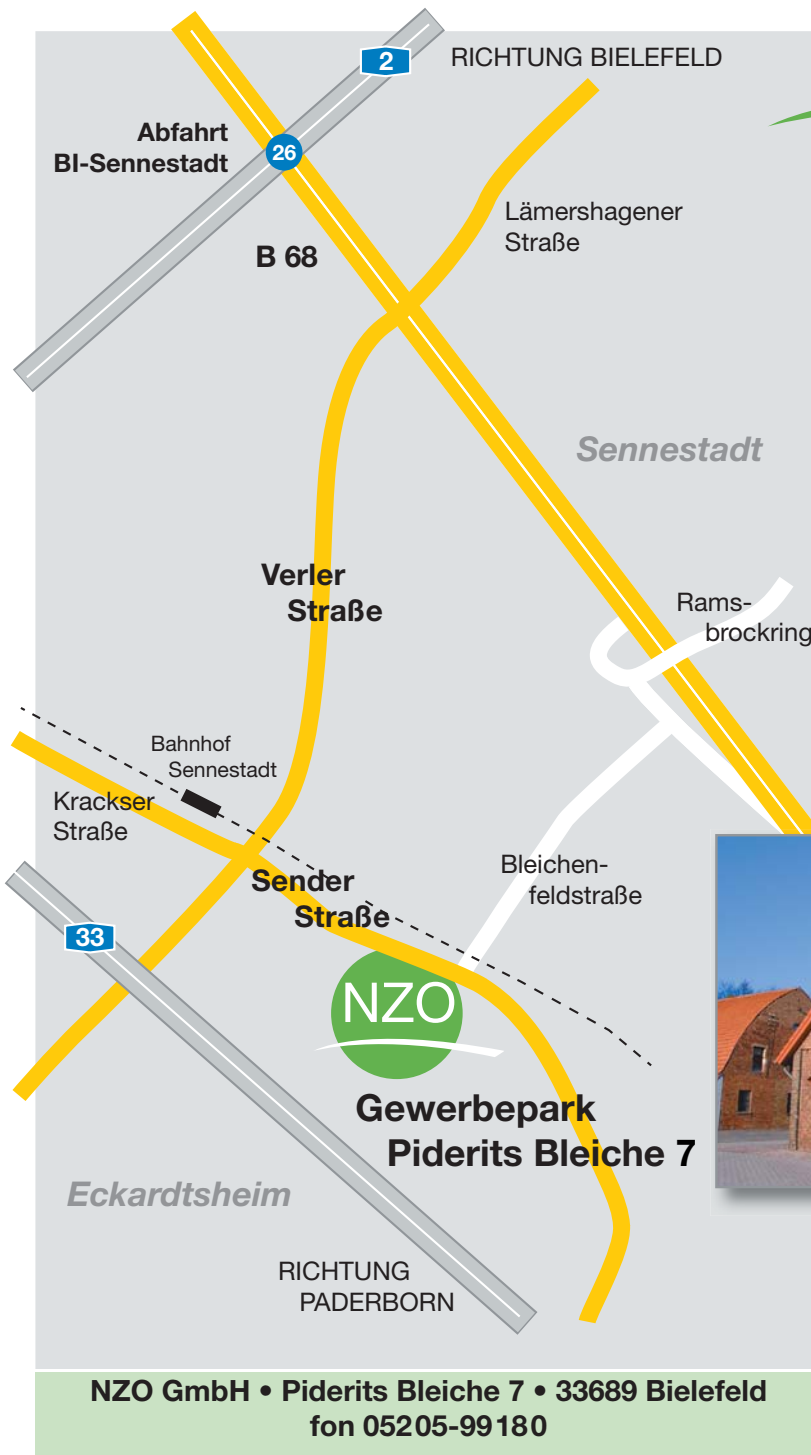 2
RICHTUNG BIELEFELD
Abfahrt
BI-Sennestadt
26
Lämershagener
Straße
B 68
Sennestadt
Verler
Straße
Rams-
brockring
Bahnhof
Sennestadt
Krackser
Straße
Sender
Straße
Bleichen-
feldstraße
33
NZO
Gewerbepark
Piderits Bleiche 7
Eckardtsheim
RICHTUNG
PADERBORN
NZO GmbH • Piderits Bleiche 7 • 33689 Bielefeld
fon 05205-99180